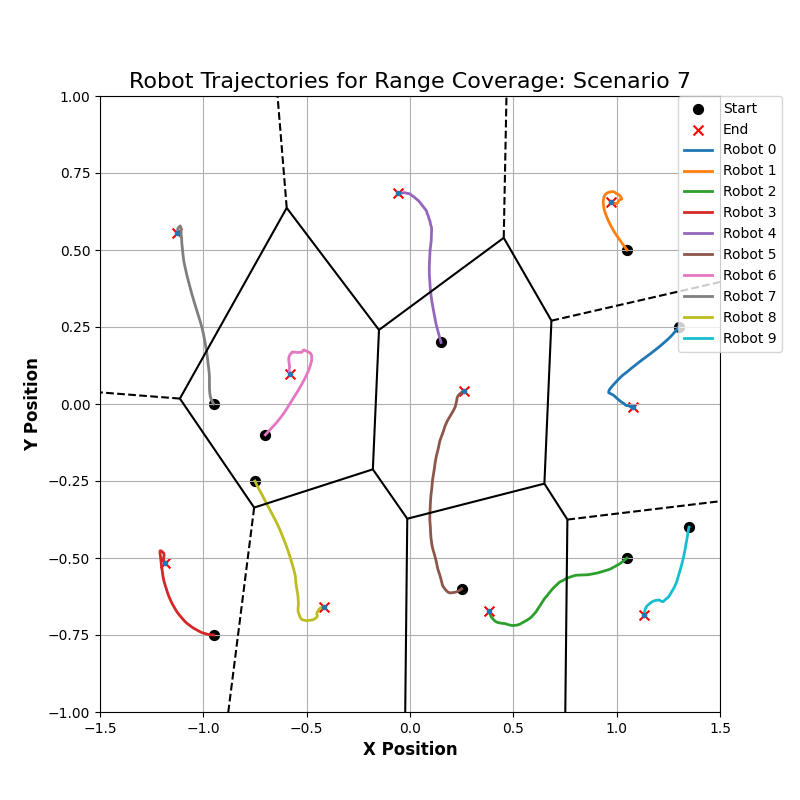 Robot Trajectories for Range Coverage: Scenario 7
Start
End
Robot 0
Robot 1
Robot 2
Robot 3
Robot 4
Robot 5
Robot 6
Robot 7
Robot 8
Robot 9
Y Position
1.00
0.75
0.50
0.25
0.00
−0.25
−0.50
−0.75
−1.00
−1.5
−1.0
−0.5
0.0
0.5
1.0
1.5
X Position